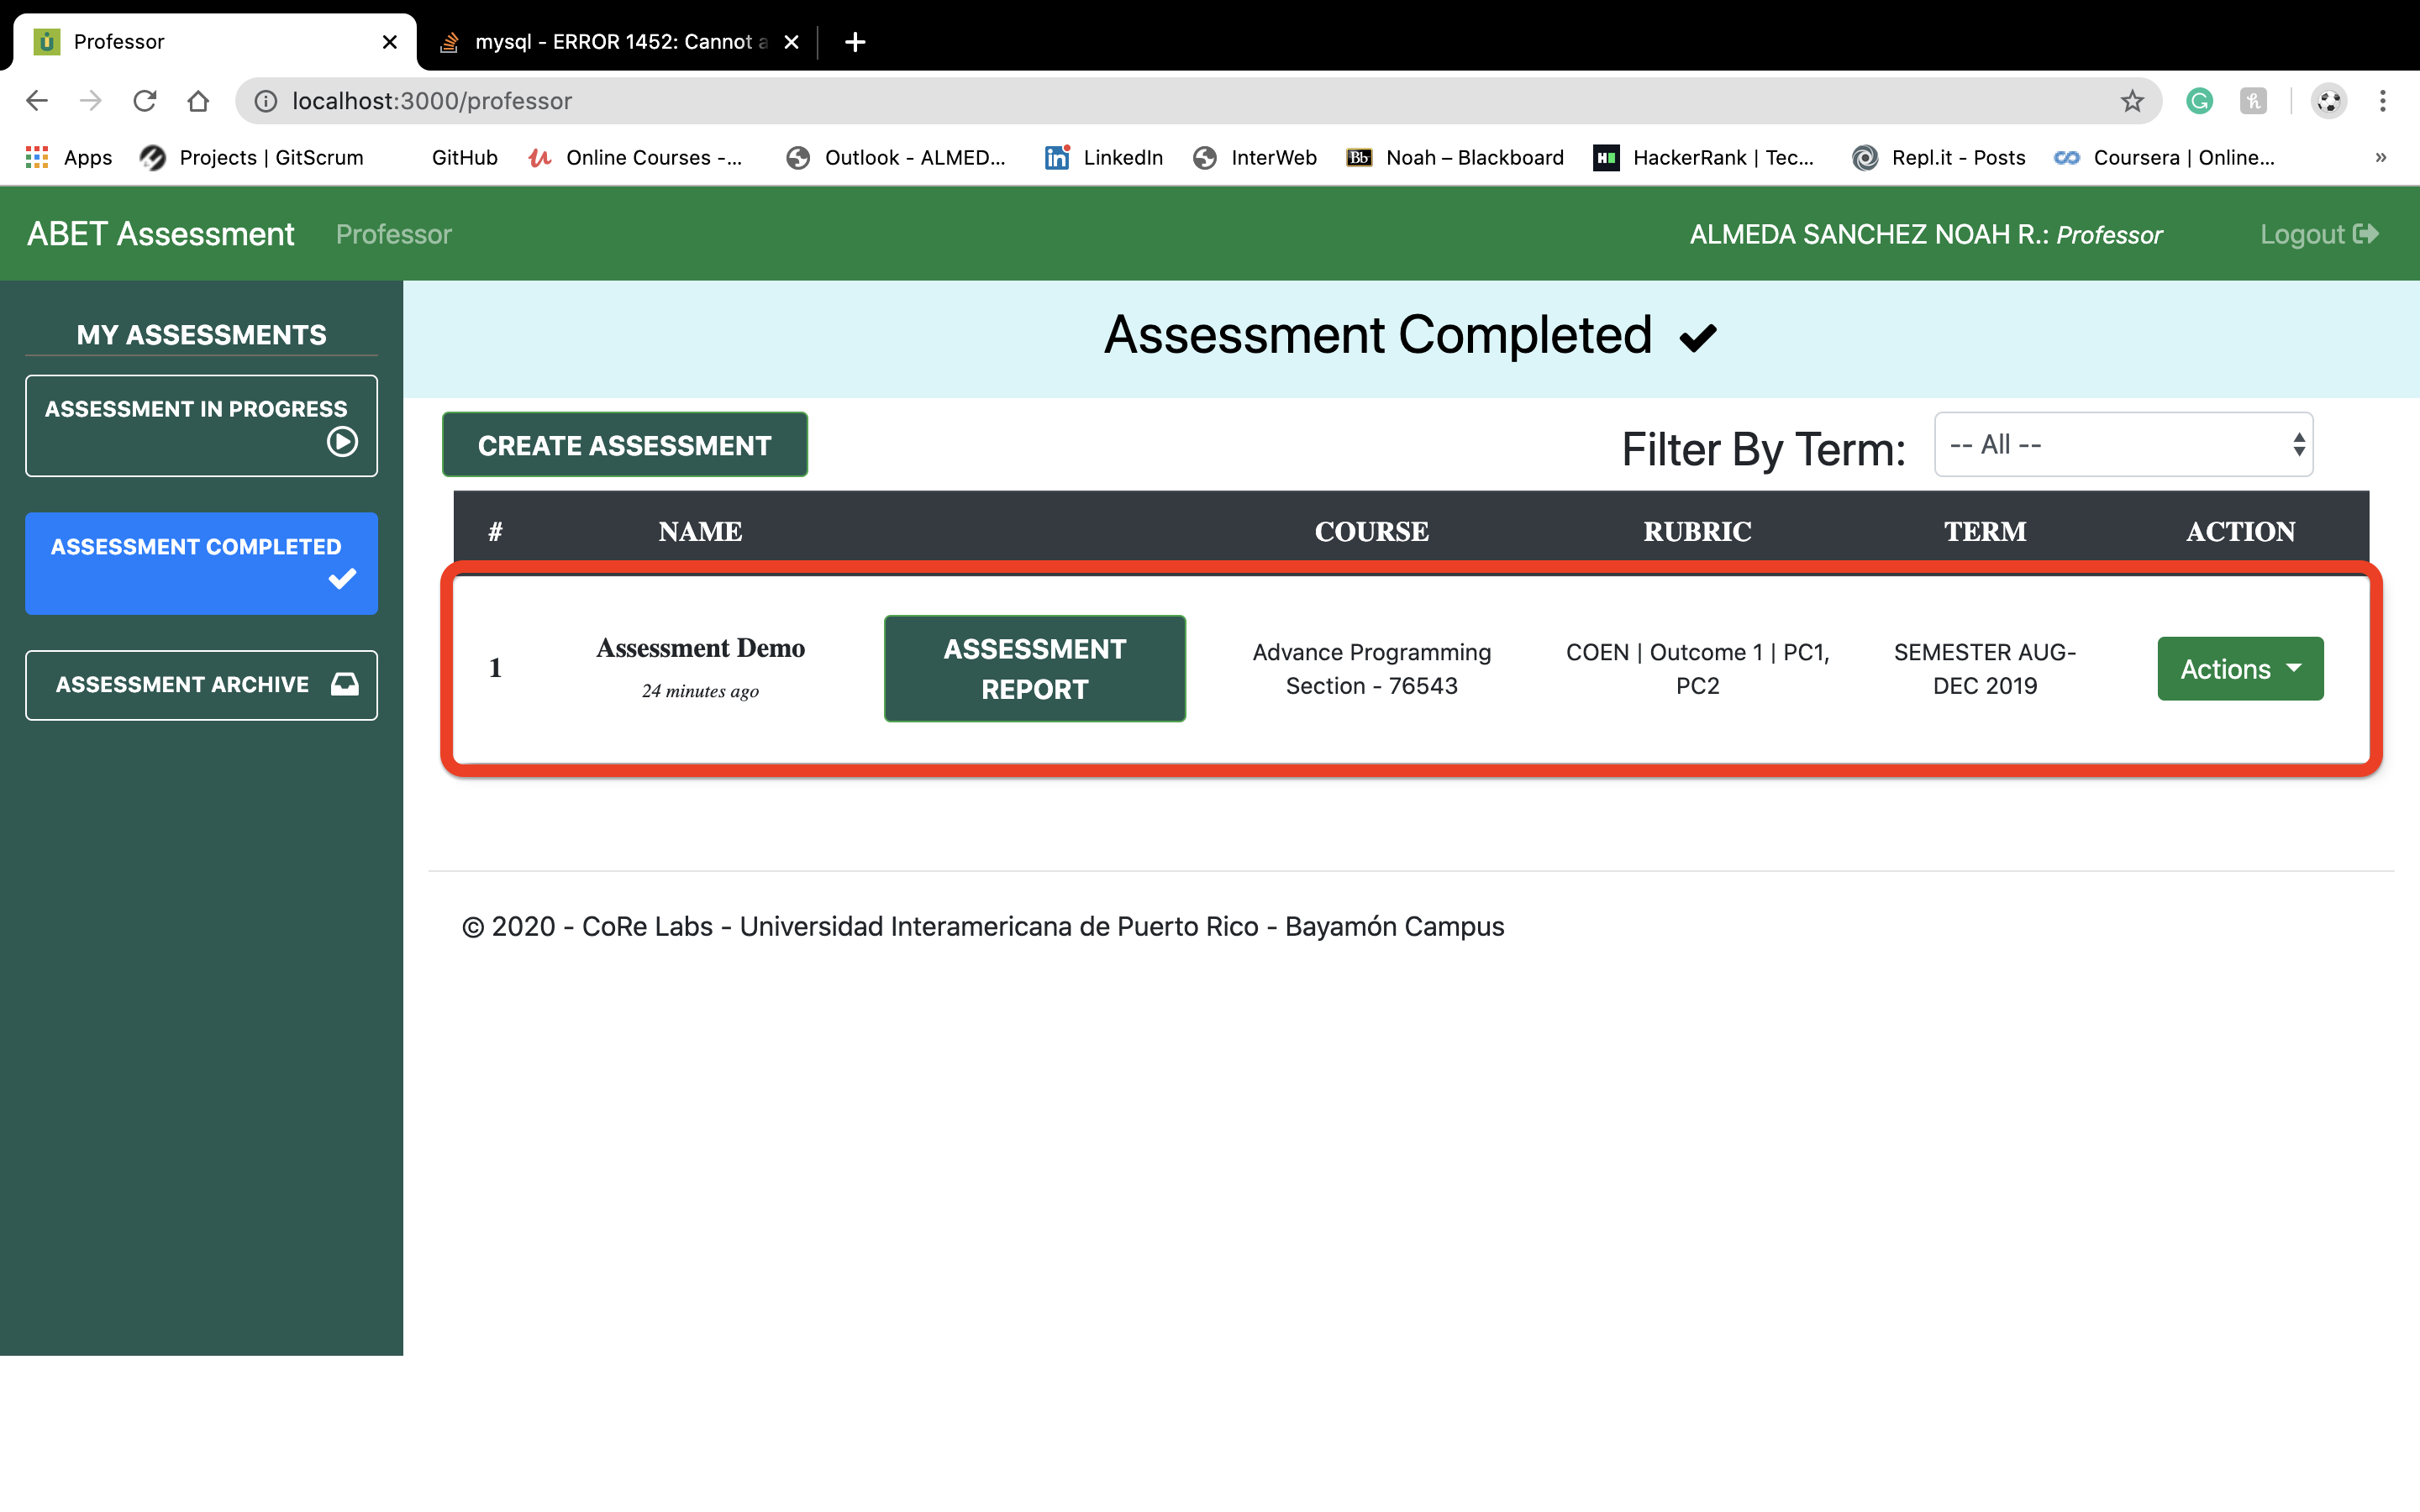 Professor
mysql - ERROR 1452: Cannot a
localhost:3000/professor
Apps
Projects | GitScrum
GitHub
Online Courses -...
Outlook - ALMED...
LinkedIn
InterWeb
Bb
Noah – Blackboard
HackerRank | Tec...
Repl.it - Posts
Coursera | Online...
»
ABET Assessment
Professor
ALMEDA SANCHEZ NOAH R.: Professor
Logout
MY ASSESSMENTS
ASSESSMENT IN PROGRESS
ASSESSMENT COMPLETED
ASSESSMENT ARCHIVE
Assessment Completed
CREATE ASSESSMENT
Filter By Term:
-- All --
# NAME COURSE RUBRIC TERM ACTION
1
Assessment Demo
24 minutes ago
ASSESSMENT
REPORT
Advance Programming
Section - 76543
COEN | Outcome 1 | PC1,
PC2
SEMESTER AUG-
DEC 2019
Actions
© 2020 - CoRe Labs - Universidad Interamericana de Puerto Rico - Bayamón Campus